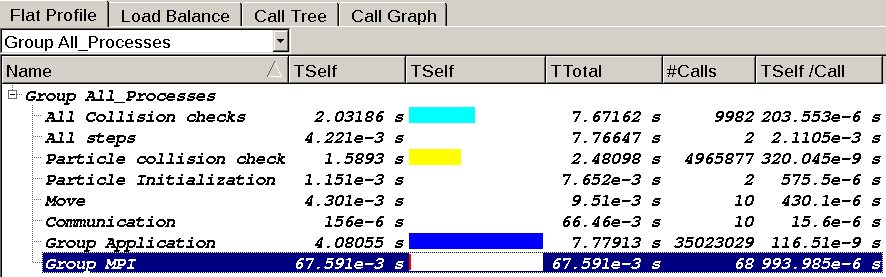 Flat Profile Load Balance Call Tree Call Graph
Group All_Processes
Name TSelf TSelf TTotal #Calls TSelf /Call
Group All_Processes
All Collision checks 2.03186 s 7.67162 s 9982 203.553e-6 s
All steps 4.221e-3 s 7.76647 s 2 2.1105e-3 s
Particle collision check 1.5893 s 2.48098 s 4965877 320.045e-9 s
Particle Initialization 1.151e-3 s 7.652e-3 s 2 575.5e-6 s
Move 4.301e-3 s 9.51e-3 s 10 430.1e-6 s
Communication 156e-6 s 66.46e-3 s 10 15.6e-6 s
Group Application 4.08055 s 7.77913 s 35023029 116.51e-9 s
Group MPI 67.591e-3 s 67.591e-3 s 68 993.985e-6 s